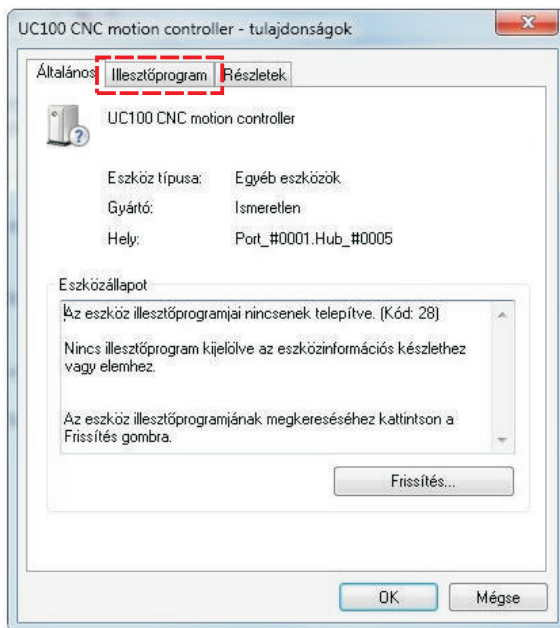 UC100 CNC motion controller - tulajdonságok
Általános Illesztőprogram Részletek
UC100 CNC motion controller
Eszköz típusa: Egyéb eszközök
Gyártó: Ismeretlen
Hely: Port_#0001.Hub_#0005
Eszközállapot
Az eszköz illesztőprogramjai nincsenek telepítve. (Kód: 28)
Nincs illesztőprogram kijelölve az eszközinformációs készlethez
vagy elemhez.
Az eszköz illesztőprogramjának megkereséséhez kattintson a
Frissítés gombra.
Frissítés...
OK Mégse